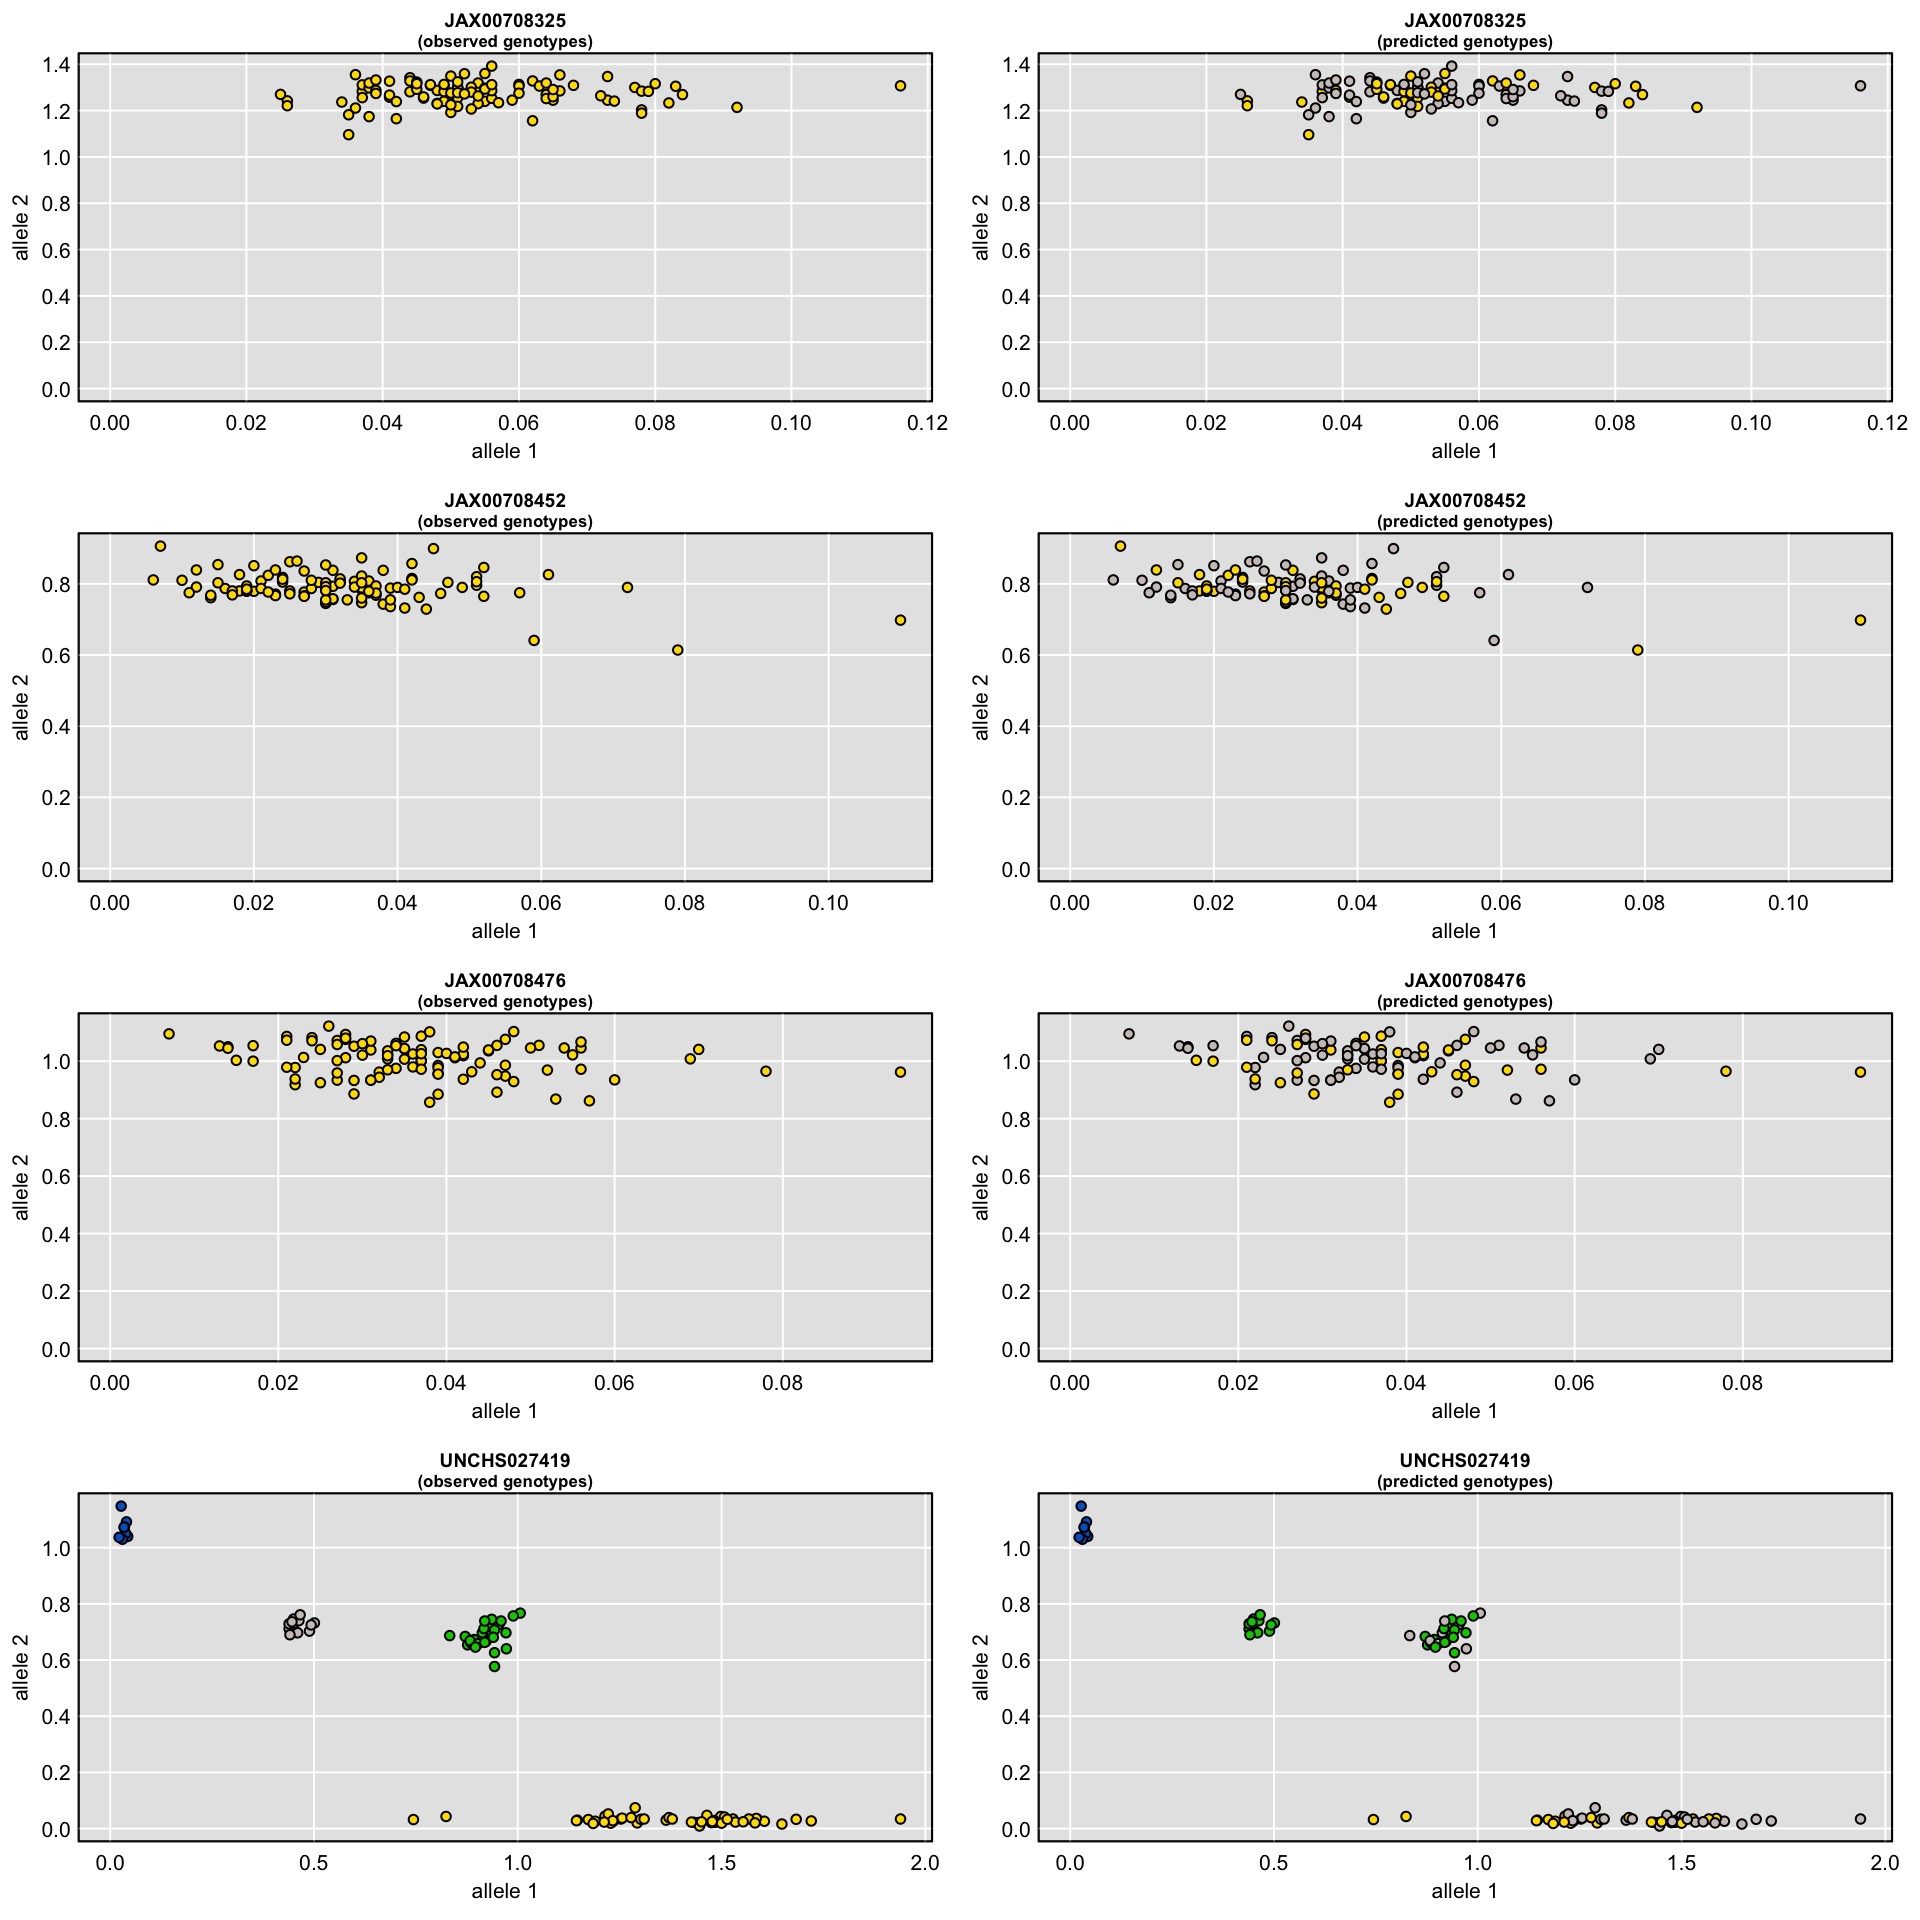 JAX00708325
(observed genotypes)
1.4
1.2
1.0
0.8
0.6
0.4
0.2
0.0
allele 2
0.00 0.02 0.04 0.06 0.08 0.10 0.12
allele 1
JAX00708325
(predicted genotypes)
1.4
1.2
1.0
0.8
0.6
0.4
0.2
0.0
allele 2
0.00 0.02 0.04 0.06 0.08 0.10 0.12
allele 1
JAX00708452
(observed genotypes)
0.8
0.6
0.4
0.2
0.0
allele 2
0.00 0.02 0.04 0.06 0.08 0.10
allele 1
JAX00708452
(predicted genotypes)
0.8
0.6
0.4
0.2
0.0
allele 2
0.00 0.02 0.04 0.06 0.08 0.10
allele 1
JAX00708476
(observed genotypes)
1.0
0.8
0.6
0.4
0.2
0.0
allele 2
0.00 0.02 0.04 0.06 0.08
allele 1
JAX00708476
(predicted genotypes)
1.0
0.8
0.6
0.4
0.2
0.0
allele 2
0.00 0.02 0.04 0.06 0.08
allele 1
UNCHS027419
(observed genotypes)
1.0
0.8
0.6
0.4
0.2
0.0
allele 2
0.0 0.5 1.0 1.5 2.0
allele 1
UNCHS027419
(predicted genotypes)
1.0
0.8
0.6
0.4
0.2
0.0
allele 2
0.0 0.5 1.0 1.5 2.0
allele 1